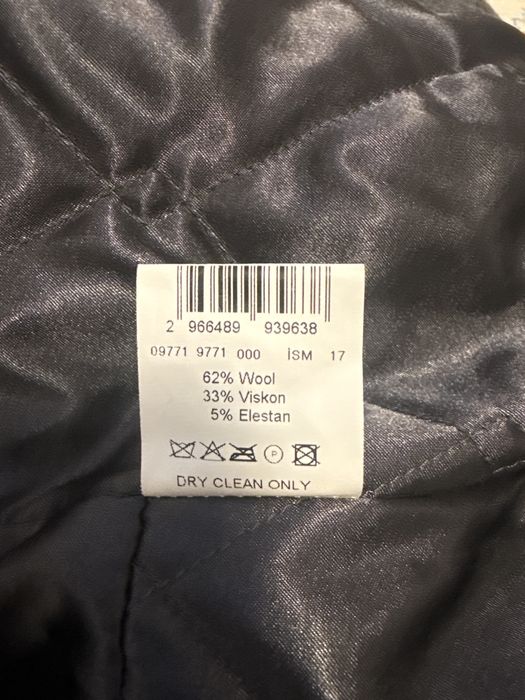 2 966489 939638
09771 9771 000 İSM 17
62% Wool
33% Viskon
5% Elestan
P
DRY CLEAN ONLY